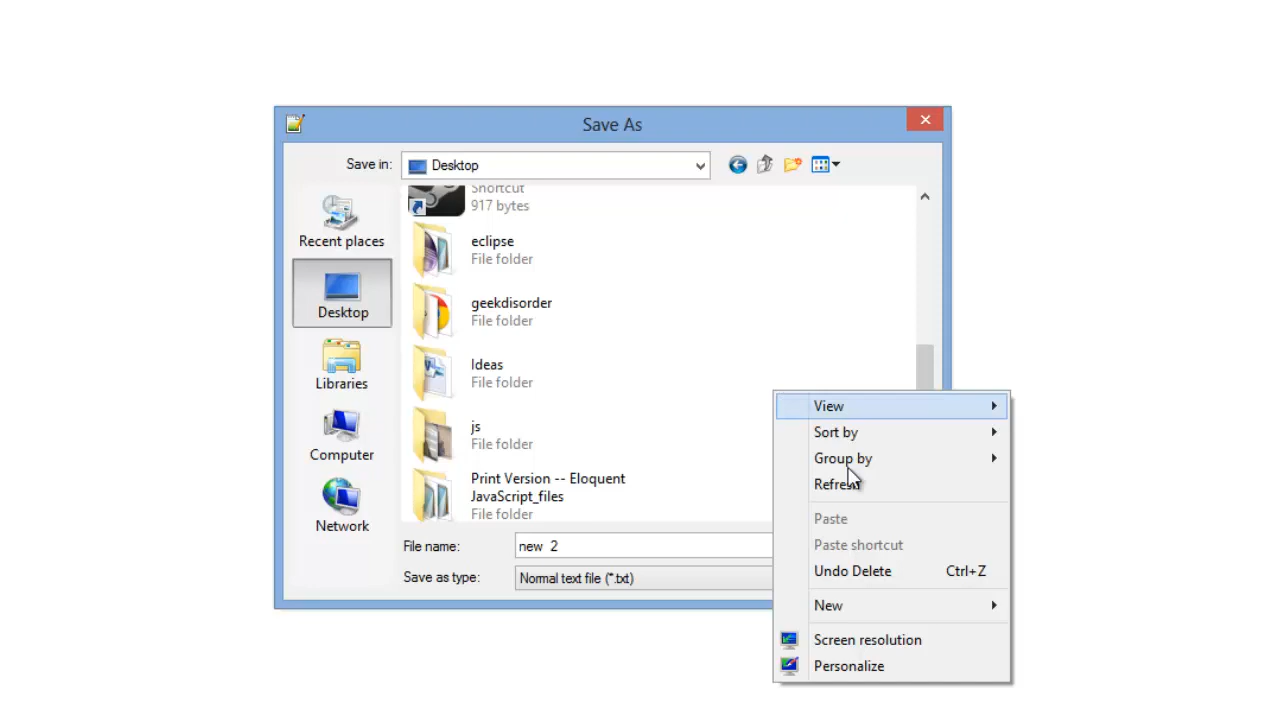 Save As
Save in:
Desktop
Shortcut
917 bytes
Recent places
eclipse
File folder
Desktop
geekdisorder
File folder
Libraries
Ideas
File folder
Computer
js
File folder
Network
Print Version -- Eloquent
JavaScript_files
File folder
File name:
new 2
Save as type:
Normal text file (*.txt)
View
Sort by
Group by
Refresh
Paste
Paste shortcut
Undo Delete Ctrl+Z
New
Screen resolution
Personalize